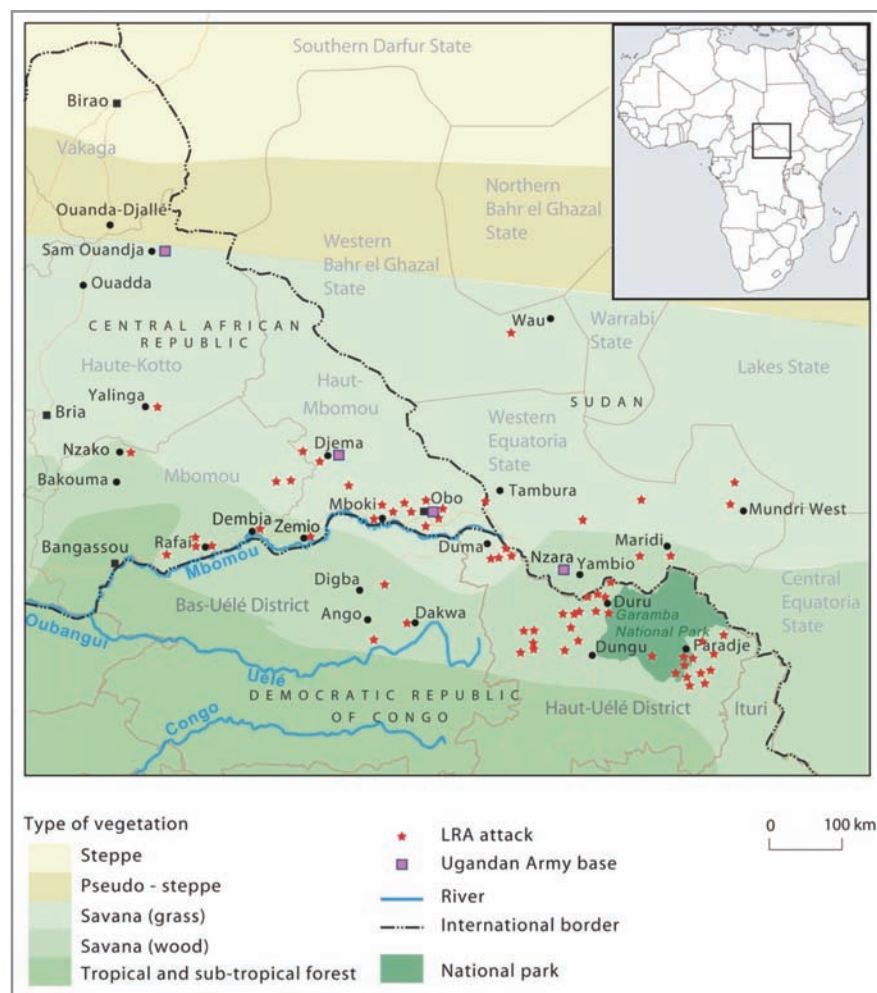 Southern Darfur State
Birao
Vakaga
Northern
Bahr el Ghazal
State
Ouanda-Djallé
Western
Bahr el Ghazal
State
Sam Ouandja
Ouadda
Wau
Warrabi
State
CENTRAL AFRICAN
REPUBLIC
Haute-Kotto
Haut-
Mbomou
Lakes State
Yalinga
SUDAN
Bria
Western
Equatoria
State
Nzako
Djema
Mbomou
Bakouma
Tambura
Mboki
Obo
Mundri West
Dembia
Zemio
Rafai
Duma
Maridi
Bangassou
Mbomou
Nzara
Yambio
Digba
Central
Equatoria
State
Bas-Uélé District
Duru
Ango
Dakwa
Garamba
National Park
Oubangui
Dungu
Paradje
Uélé
DEMOCRATIC REPUBLIC
OF CONGO
Haut-Uélé District
Ituri
Congo
Type of vegetation
Steppe
Pseudo - steppe
Savana (grass)
Savana (wood)
Tropical and sub-tropical forest
LRA attack
Ugandan Army base
River
International border
National park
0 100 km